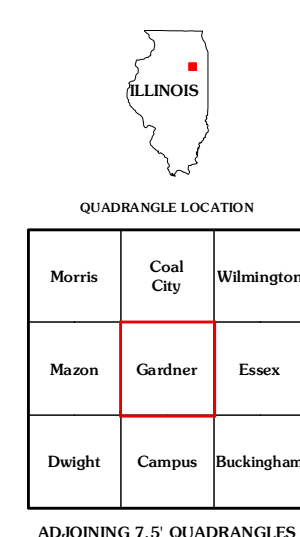 ILLINOIS
QUADRANGLE LOCATION
Morris
Coal
City
Wilmington
Mazon
Gardner
Essex
Dwight
Campus
Buckingham
ADJOINING 7.5' QUADRANGLES